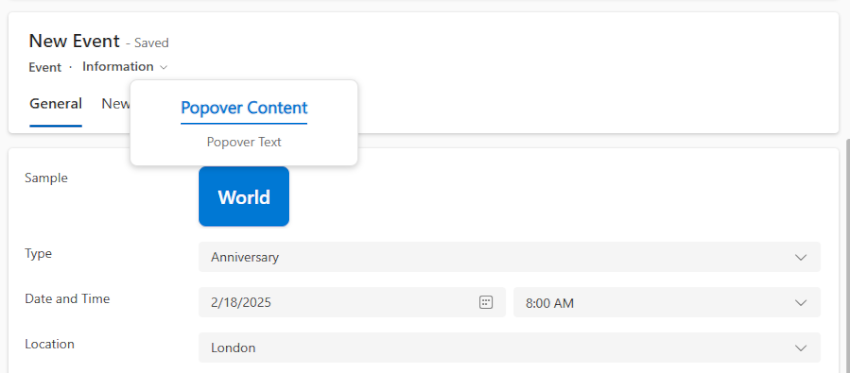 New Event - Saved
Event · Information
General New
Popover Content
Popover Text
Sample World
Type Anniversary
Date and Time 2/18/2025 8:00 AM
Location London